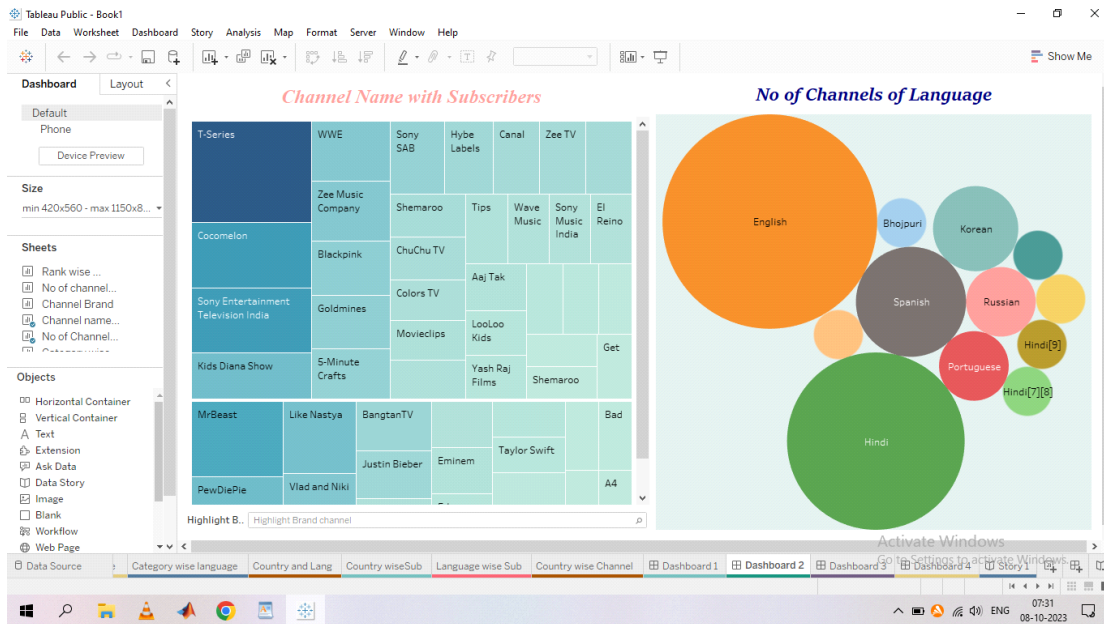 Tableau Public - Book1
File Data Worksheet Dashboard Story Analysis Map Format Server Window Help
Show Me
Dashboard Layout
Default
Phone
Device Preview
Size
min 420x560 - max 1150x8...
Sheets
Rank wise ...
No of channel...
Channel Brand
Channel name...
No of Channel...
Objects
Horizontal Container
Vertical Container
Text
Extension
Ask Data
Data Story
Image
Blank
Workflow
Web Page
Channel Name with Subscribers
T-Series
Cocomelon
Sony Entertainment
Television India
Kids Diana Show
WWE
Zee Music
Company
Blackpink
Goldmines
5-Minute
Crafts
Sony
SAB
Hybe
Labels
Canal
Zee TV
Shemaroo
ChuChu TV
Colors TV
Movieclips
Tips
Wave
Music
Sony
Music
India
El
Reino
Aaj Tak
LooLoo
Kids
Yash Raj
Films
Get
Shemaroo
MrBeast
PewDiePie
Like Nastya
Vlad and Niki
BangtanTV
Justin Bieber
Eminem
Taylor Swift
Bad
A4
Highlight B..
Highlight Brand channel
No of Channels of Language
English
Bhojpuri
Korean
Spanish
Russian
Hindi[9]
Portuguese
Hindi[7][8]
Hindi
Activate Windows
Go to Settings to activate Windows.
Data Source
Category wise language
Country and Lang
Country wiseSub
Language wise Sub
Country wise Channel
Dashboard 1
Dashboard 2
Dashboard 3
Dashboard 4
Story 1
ENG
07:31
08-10-2023